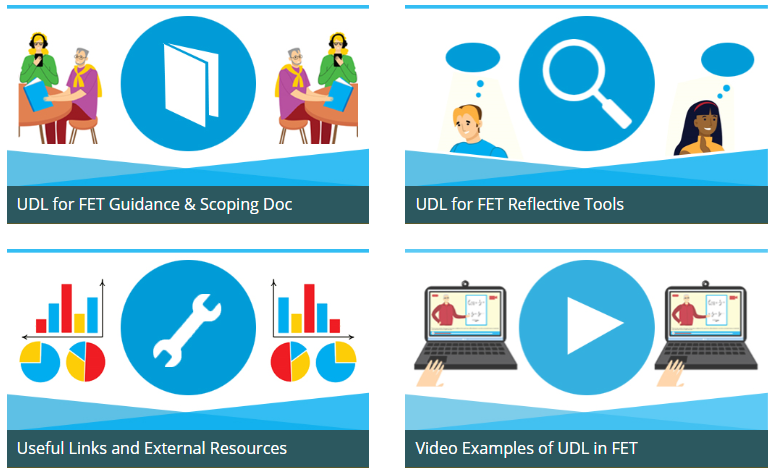 UDL for FET Guidance & Scoping Doc
UDL for FET Reflective Tools
Useful Links and External Resources
Video Examples of UDL in FET